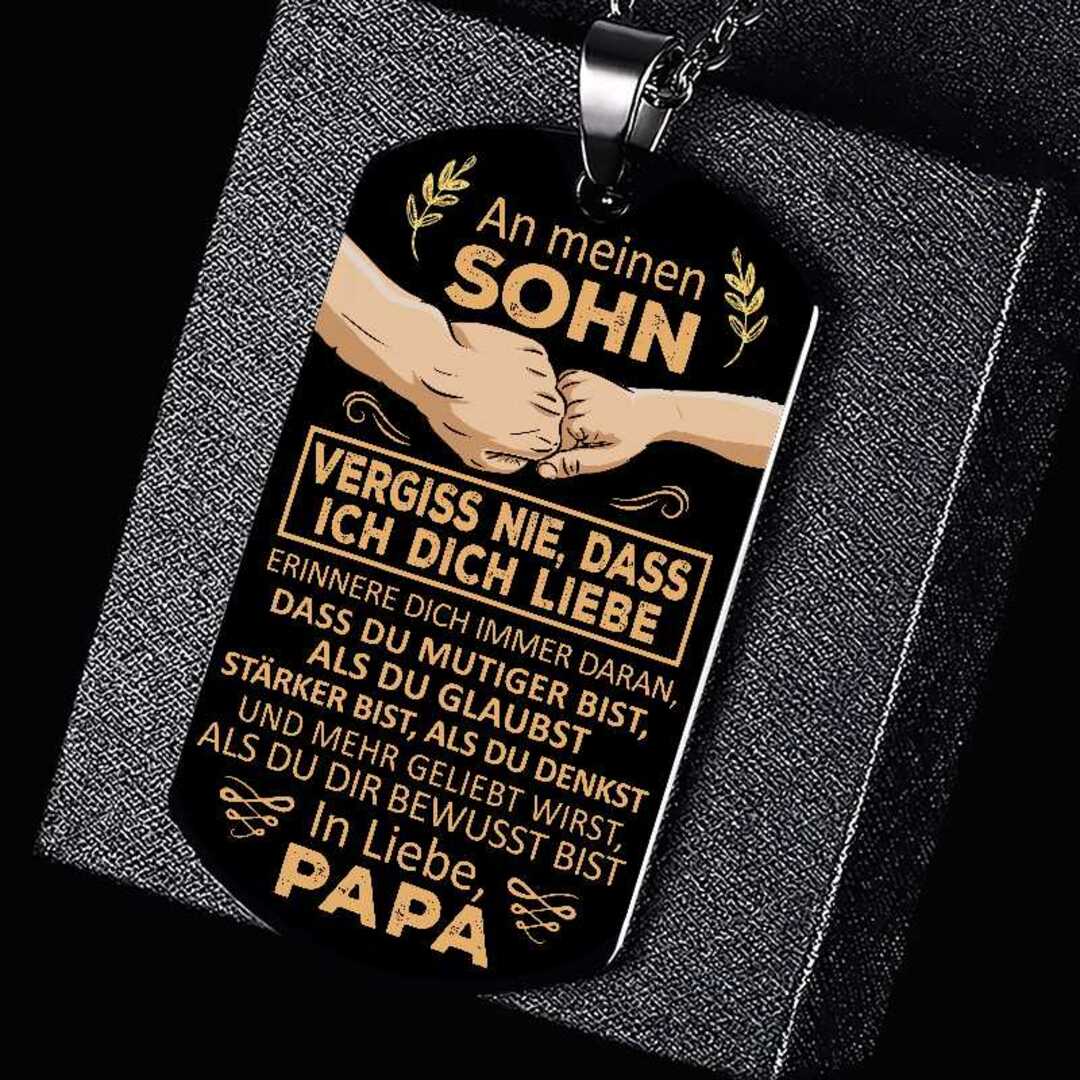 An meinen
SOHN
VERGISS NIE, DASS
ICH DICH LIEBE
ERINNERE DICH IMMER DARAN,
DASS DU MUTIGER BIST,
ALS DU GLAUBST
STÄRKER BIST, ALS DU DENKST
UND MEHR GELIEBT WIRST,
ALS DU DIR BEWUSST BIST
In Liebe,
PAPA